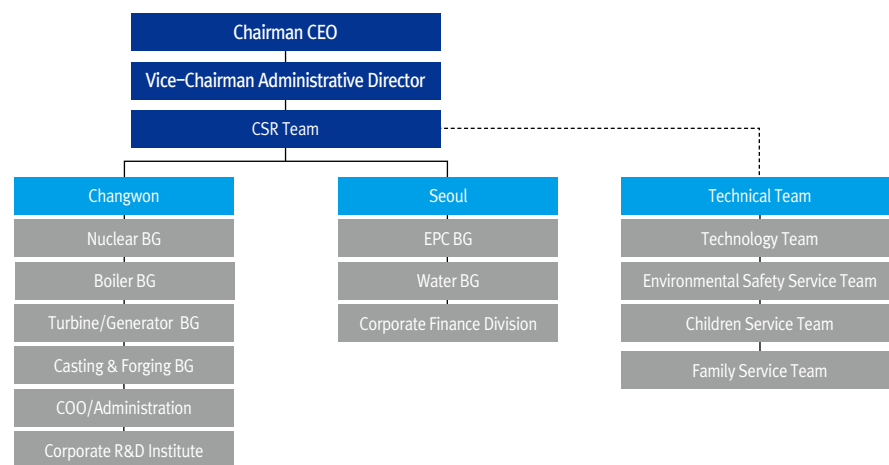 Chairman CEO
Vice-Chairman Administrative Director
CSR Team
Changwon
Nuclear BG
Boiler BG
Turbine/Generator BG
Casting & Forging BG
COO/Administration
Corporate R&D Institute
Seoul
EPC BG
Water BG
Corporate Finance Division
Technical Team
Technology Team
Environmental Safety Service Team
Children Service Team
Family Service Team